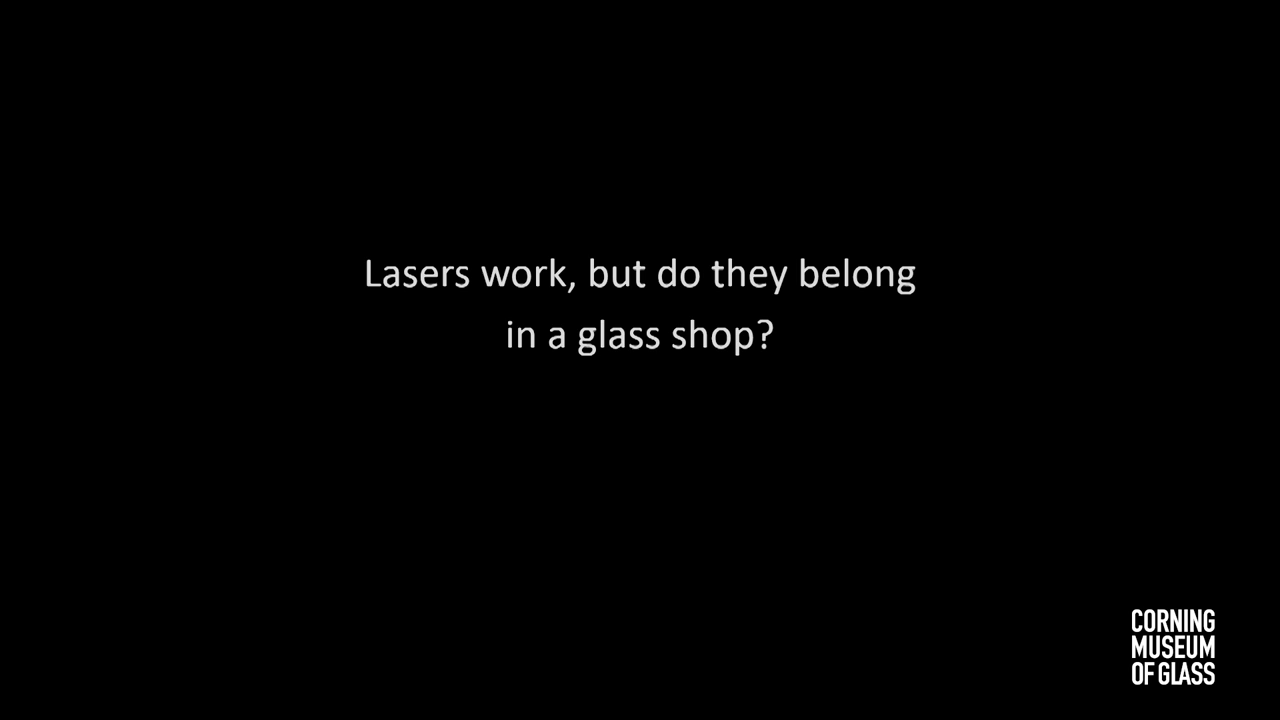 Lasers work, but do they belong
in a glass shop?
CORNING
MUSEUM
OF GLASS